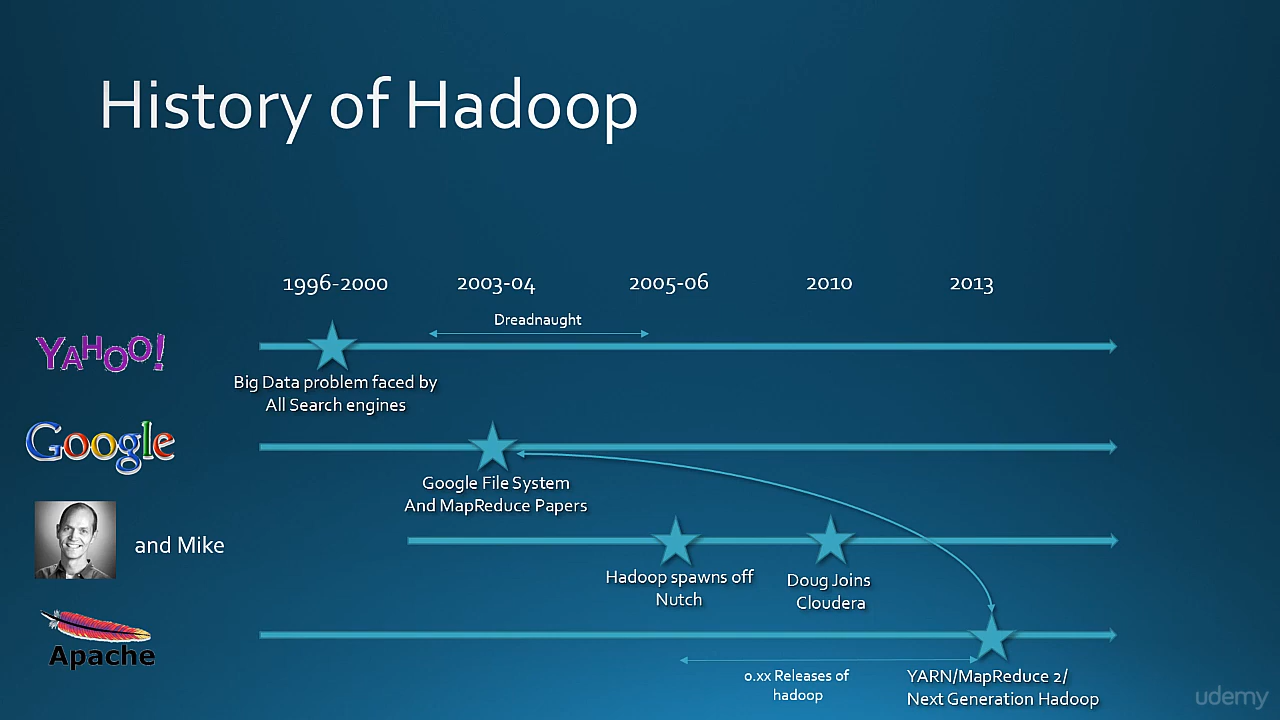 History of Hadoop
1996-2000 2003-04 2005-06 2010 2013
Dreadnaught
YAHOO!
Big Data problem faced by
All Search engines
Google
Google File System
And MapReduce Papers
and Mike
Hadoop spawns off
Nutch
Doug Joins
Cloudera
Apache
0.xx Releases of
hadoop
YARN/MapReduce 2/
Next Generation Hadoop
udemy